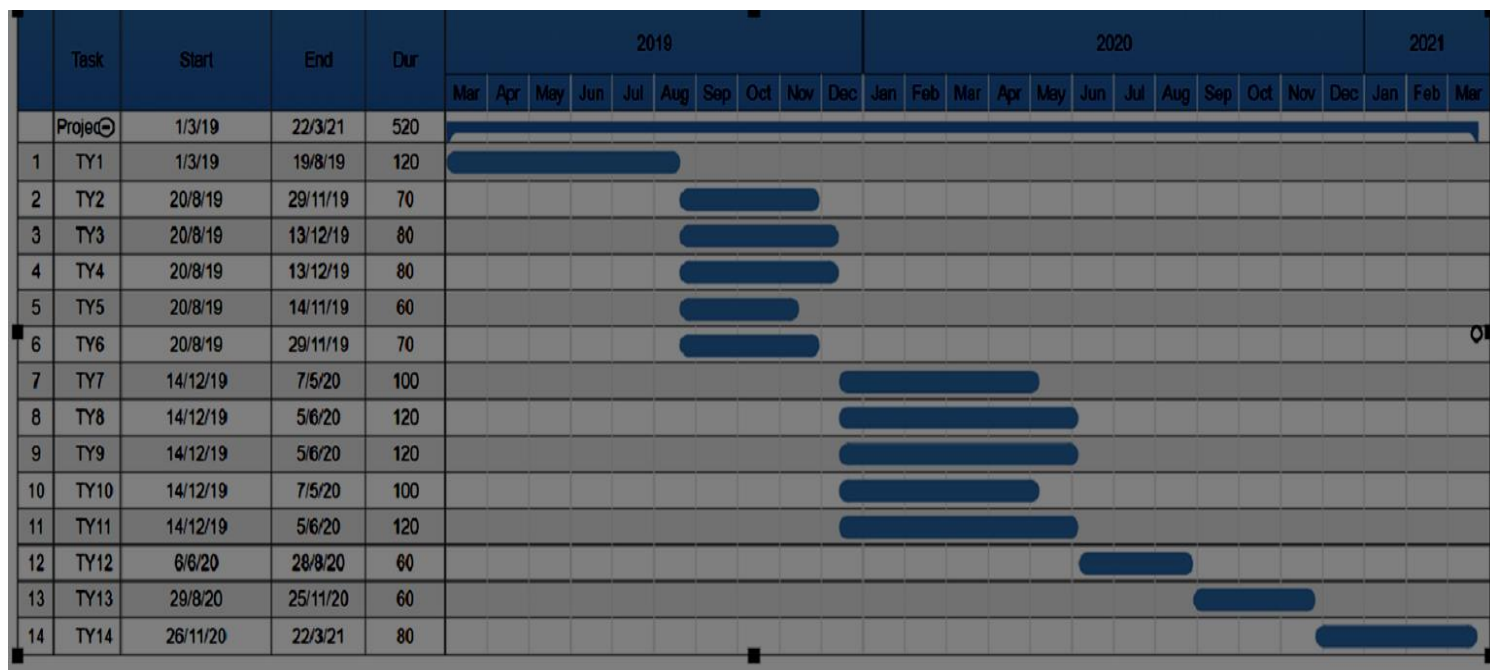 Task Start End Dur 2019 2020 2021
Mar Apr May Jun Jul Aug Sep Oct Nov Dec Jan Feb Mar Apr May Jun Jul Aug Sep Oct Nov Dec Jan Feb Mar
Projec 1/3/19 22/3/21 520
1 TY1 1/3/19 19/8/19 120
2 TY2 20/8/19 29/11/19 70
3 TY3 20/8/19 13/12/19 80
4 TY4 20/8/19 13/12/19 80
5 TY5 20/8/19 14/11/19 60
6 TY6 20/8/19 29/11/19 70
7 TY7 14/12/19 7/5/20 100
8 TY8 14/12/19 5/6/20 120
9 TY9 14/12/19 5/6/20 120
10 TY10 14/12/19 7/5/20 100
11 TY11 14/12/19 5/6/20 120
12 TY12 6/6/20 28/8/20 60
13 TY13 29/8/20 25/11/20 60
14 TY14 26/11/20 22/3/21 80